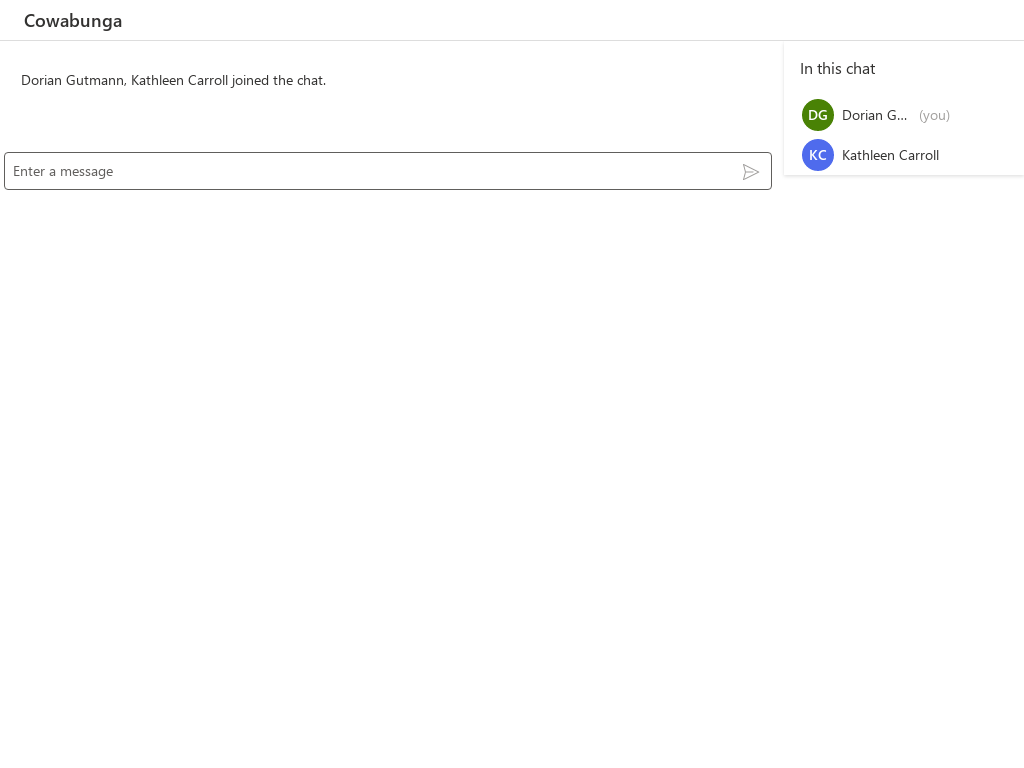 Cowabunga
Dorian Gutmann, Kathleen Carroll joined the chat.
Enter a message
In this chat
DG Dorian G... (you)
KC Kathleen Carroll